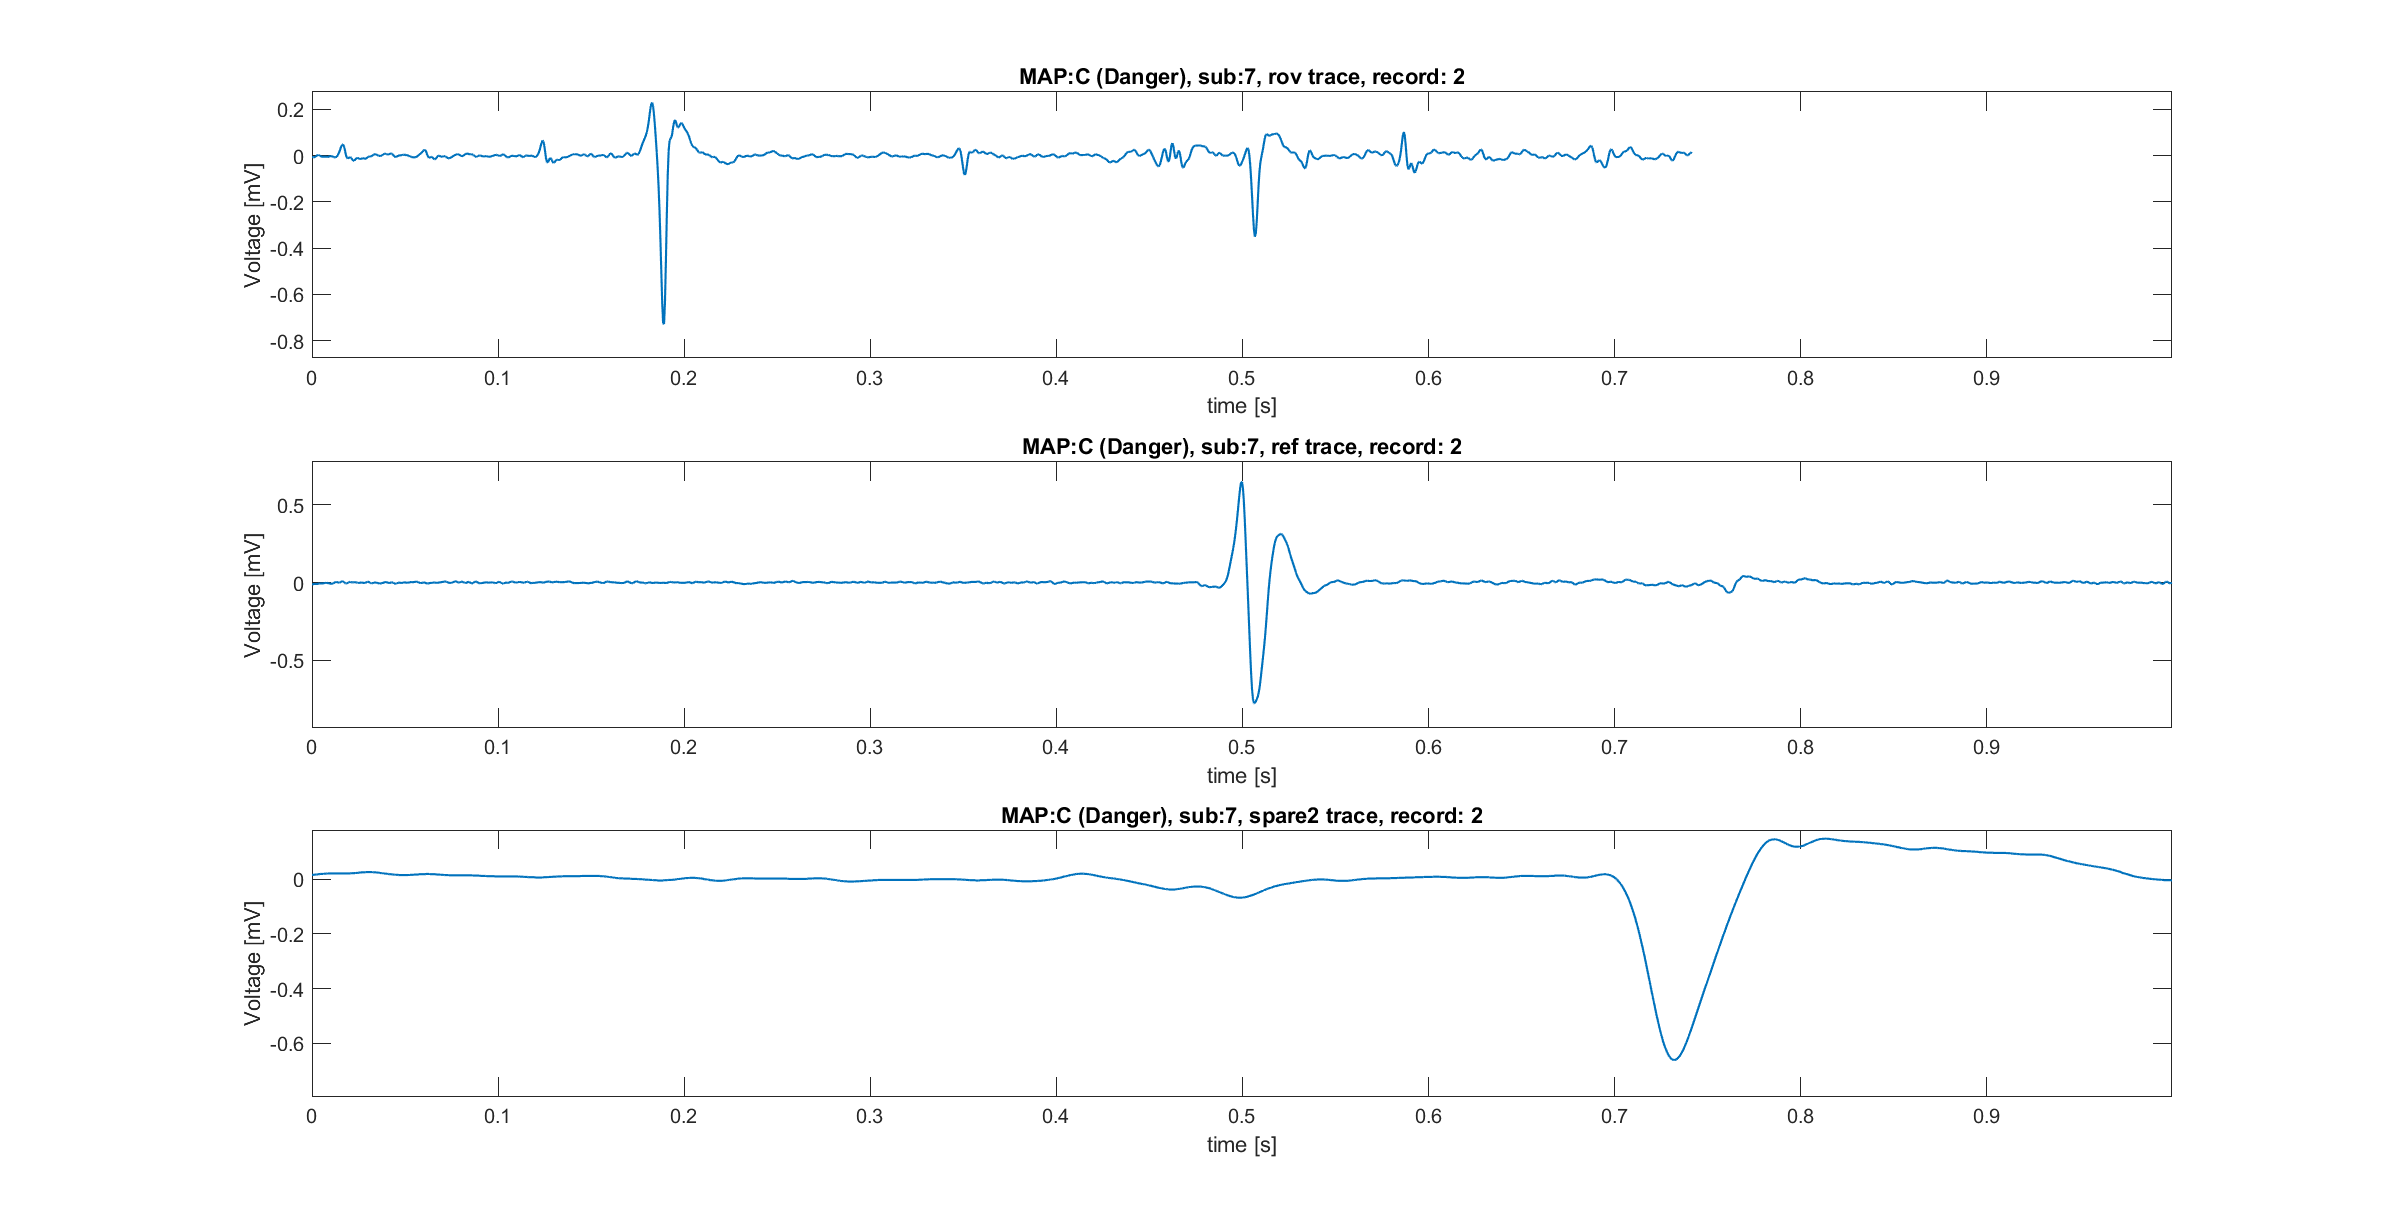 MAP:C (Danger), sub:7, rov trace, record: 2
Voltage [mV]
0.2
0
-0.2
-0.4
-0.6
-0.8
0 0.1 0.2 0.3 0.4 0.5 0.6 0.7 0.8 0.9
time [s]
MAP:C (Danger), sub:7, ref trace, record: 2
Voltage [mV]
0.5
0
-0.5
0 0.1 0.2 0.3 0.4 0.5 0.6 0.7 0.8 0.9
time [s]
MAP:C (Danger), sub:7, spare2 trace, record: 2
Voltage [mV]
0
-0.2
-0.4
-0.6
0 0.1 0.2 0.3 0.4 0.5 0.6 0.7 0.8 0.9
time [s]